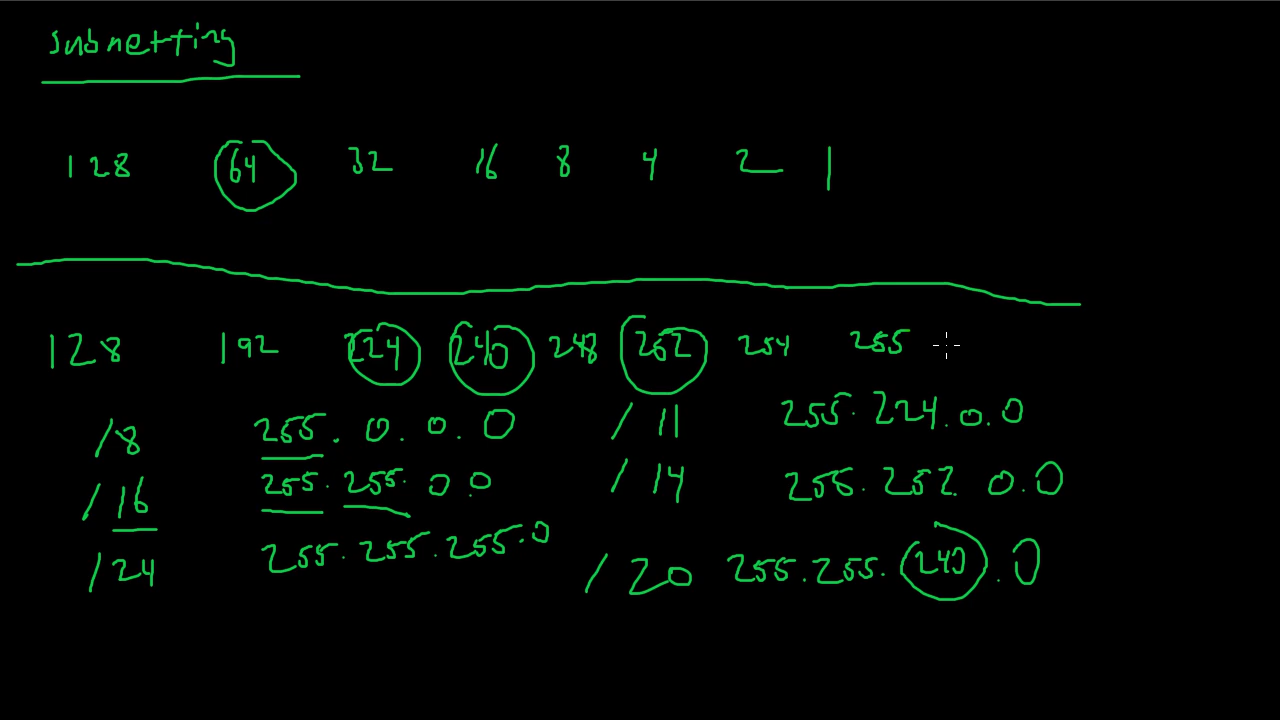 subnetting
128 64 32 16 8 4 2 1
128 192 224 240 248 252 254 255
/8 255.0.0.0 /11 255.224.0.0
/16 255.255.0.0 /14 255.252.0.0
/24 255.255.255.0 /20 255.255.240.0